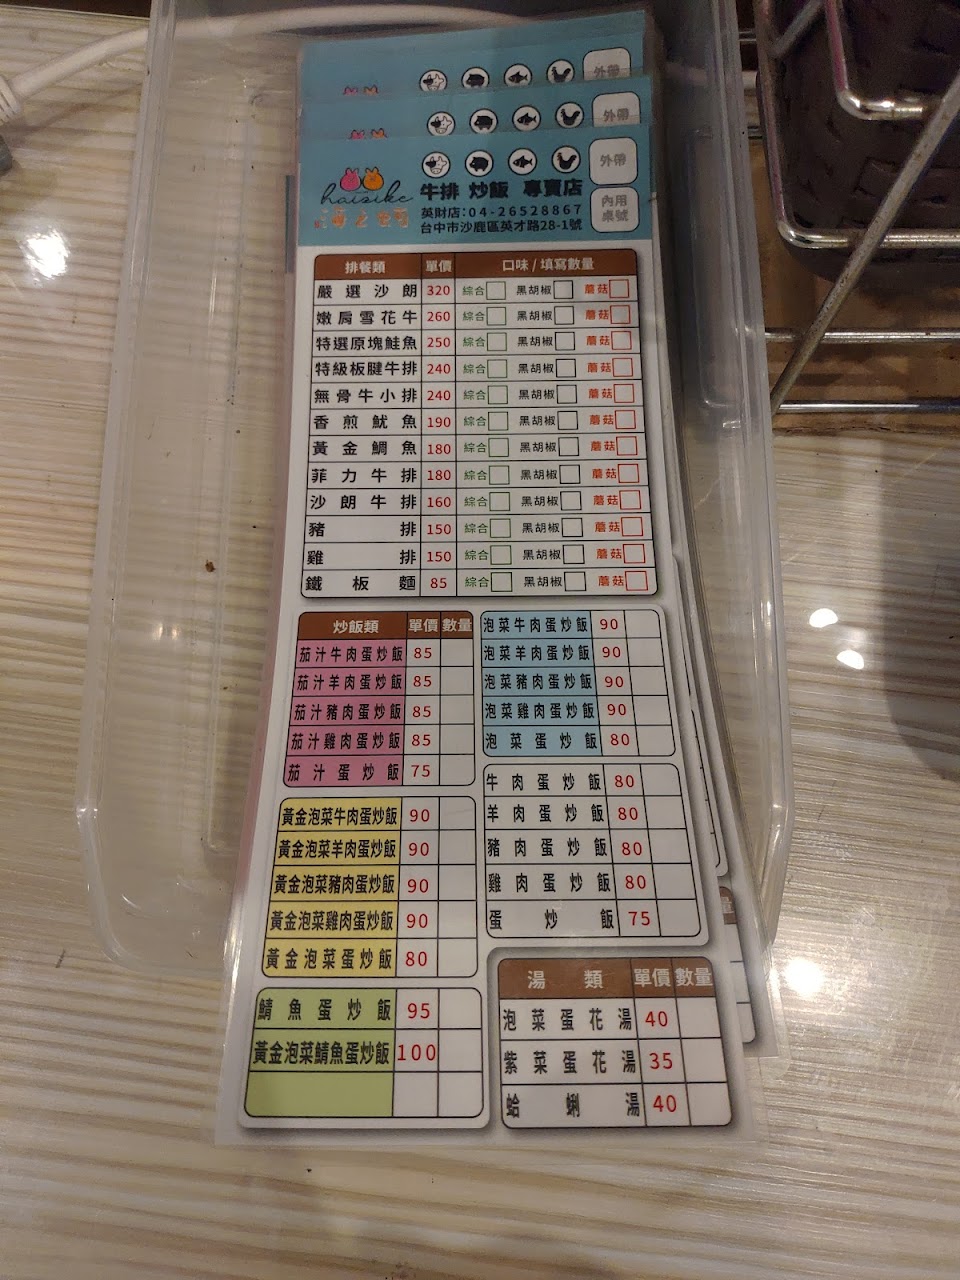 外帶
外帶
外帶
haisike
牛排 炒飯 專賣店
英財店:04-26528867
台中市沙鹿區英才路28-1號
內用
桌號
排餐類 單價 口味/填寫數量
嚴選沙朗 320 綜合 黑胡椒 蘑菇
嫩肩雪花牛 260 綜合 黑胡椒 蘑菇
特選原塊鮭魚 250 綜合 黑胡椒 蘑菇
特級板腱牛排 240 綜合 黑胡椒 蘑菇
無骨牛小排 240 綜合 黑胡椒 蘑菇
香煎魷魚 190 綜合 黑胡椒 蘑菇
黃金鯛魚 180 綜合 黑胡椒 蘑菇
菲力牛排 180 綜合 黑胡椒 蘑菇
沙朗牛排 160 綜合 黑胡椒 蘑菇
豬排 150 綜合 黑胡椒 蘑菇
雞排 150 綜合 黑胡椒 蘑菇
鐵板麵 85 綜合 黑胡椒 蘑菇
炒飯類 單價 數量
茄汁牛肉蛋炒飯 85
茄汁羊肉蛋炒飯 85
茄汁豬肉蛋炒飯 85
茄汁雞肉蛋炒飯 85
茄汁蛋炒飯 75
黃金泡菜牛肉蛋炒飯 90
黃金泡菜羊肉蛋炒飯 90
黃金泡菜豬肉蛋炒飯 90
黃金泡菜雞肉蛋炒飯 90
黃金泡菜蛋炒飯 80
鯖魚蛋炒飯 95
黃金泡菜鯖魚蛋炒飯 100
泡菜牛肉蛋炒飯 90
泡菜羊肉蛋炒飯 90
泡菜豬肉蛋炒飯 90
泡菜雞肉蛋炒飯 90
泡菜蛋炒飯 80
牛肉蛋炒飯 80
羊肉蛋炒飯 80
豬肉蛋炒飯 80
雞肉蛋炒飯 80
蛋炒飯 75
湯類 單價 數量
泡菜蛋花湯 40
紫菜蛋花湯 35
蛤蜊湯 40